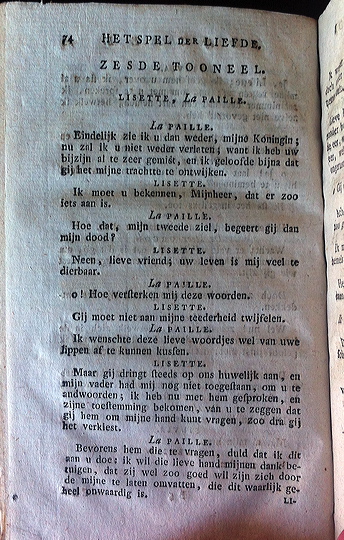 74 HET SPEL DER LIEFDE.
ZESDE TOONEEL.
LISETTE, La PAILLE.
La PAILLE.
Eindelijk zie ik u dan weder, mijne Koningin;
nu zal ik u niet weder verlaten; want ik heb uw
bijzijn al te zeer gemist, en ik geloofde bijna dat
gij het mijne trachtte te ontwijken.
LISETTE.
Ik moet u bekennen, Mijnheer, dat er zoo
iets aan is.
La PAILLE.
Hoe dat, mijn tweede ziel, begeert gij dan
mijn dood?
LISETTE.
Neen, lieve vriend; uw leven is mij veel te
dierbaar.
La PAILLE.
o! Hoe versterken mij deze woorden.
LISETTE.
Gij moet niet aan mijne teederheid twijfelen.
La PAILLE.
Ik wenschte deze lieve woordjes wel van uwe
lippen af te kunnen kussen.
LISETTE.
Maar gij dringt steeds op ons huwelijk aan, en
mijn vader had mij nog niet toegestaan, om u te
andwoorden; ik heb nu met hem gesproken, en
zijne toestemming bekomen, van u te zeggen dat
gij hem om mijne hand kunt vragen, zoo dra gij
het verkiest.
La PAILLE.
Bevorens hem die te vragen, duld dat ik dit
aan u doe; ik wil die lieve hand mijnen dank be-
tuigen, dat zij wel zoo goed wil zijn zich door
de mijne te laten omvatten, die dit waarlijk ge-
heel onwaardig is.
LI-